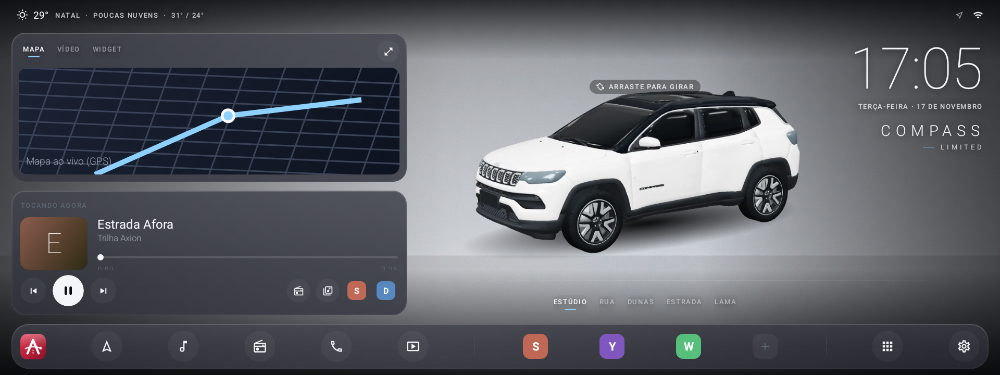 29° NATAL · POUCAS NUVENS · 31° / 24°
MAPA VÍDEO WIDGET
Mapa ao vivo (GPS)
TOCANDO AGORA
E
Estrada Afora
Trilha Axion
S D
ARRASTE PARA GIRAR
17:05
TERÇA-FEIRA · 17 DE NOVEMBRO
COMPASS
LIMITED
ESTÚDIO RUA DUNAS ESTRADA LAMA
S Y W